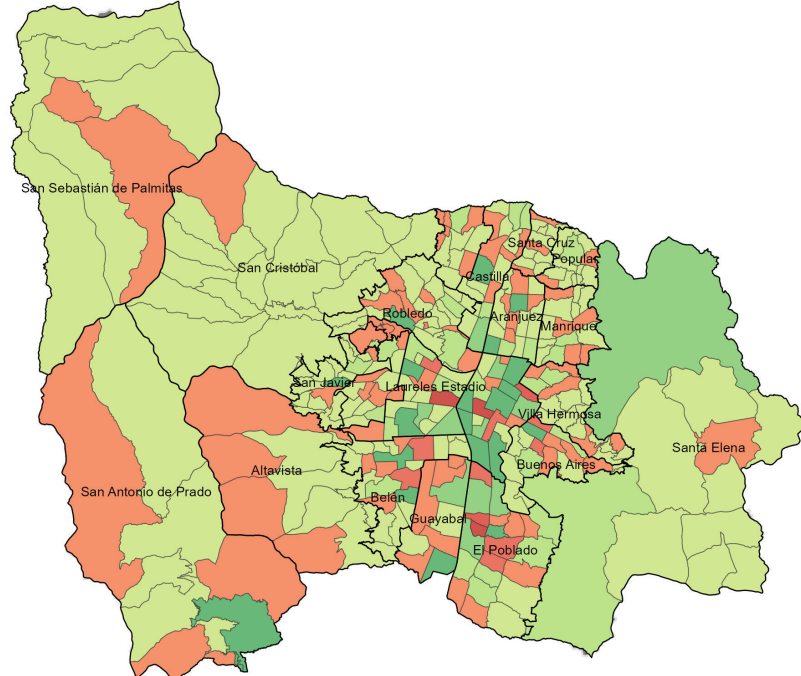 San Sebastián de Palmitas
San Cristóbal
Santa Cruz
Popular
Castilla
Robledo
Aranjuez
Manrique
San Javier
Laureles Estadio
Villa Hermosa
Santa Elena
Altavista
Buenos Aires
San Antonio de Prado
Belén
Guayabal
El Poblado